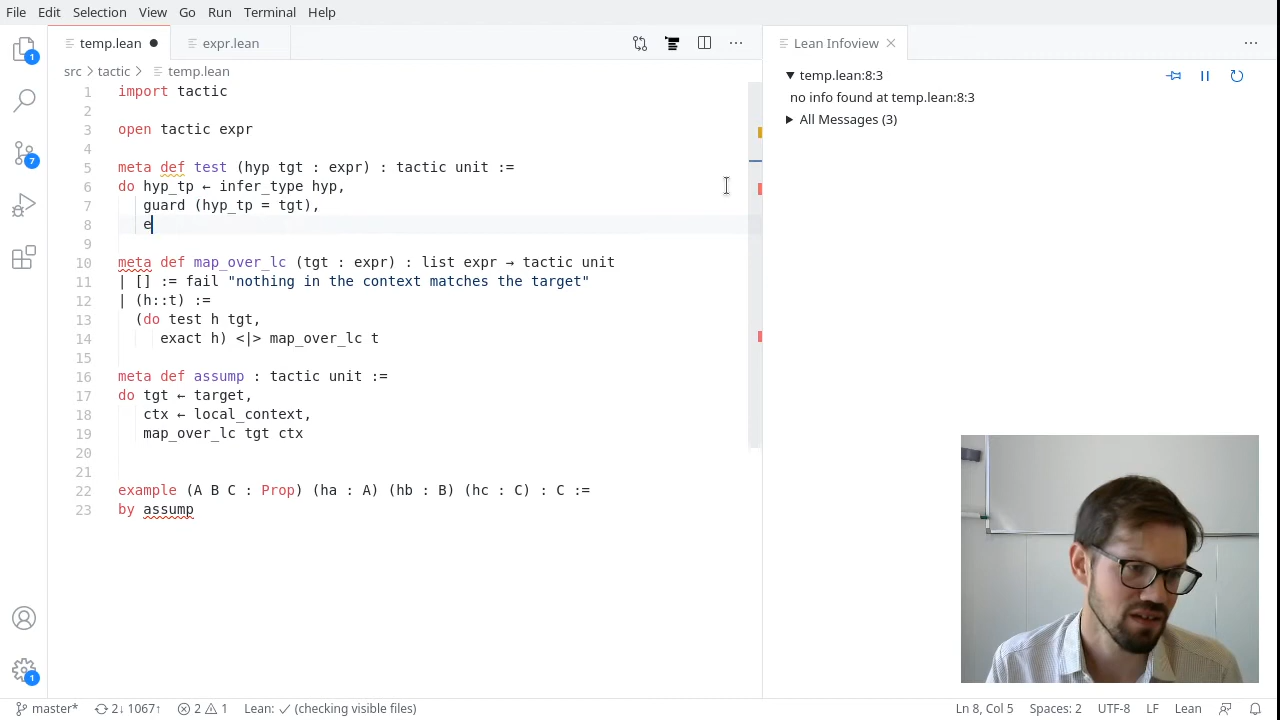 File Edit Selection View Go Run Terminal Help
temp.lean ● expr.lean
Lean Infoview
src > tactic > temp.lean
1 import tactic
2
3 open tactic expr
4
5 meta def test (hyp tgt : expr) : tactic unit :=
6 do hyp_tp ← infer_type hyp,
7 guard (hyp_tp = tgt),
8 e
9
10 meta def map_over_lc (tgt : expr) : list expr → tactic unit
11 | [] := fail "nothing in the context matches the target"
12 | (h::t) :=
13 (do test h tgt,
14 exact h) <|> map_over_lc t
15
16 meta def assump : tactic unit :=
17 do tgt ← target,
18 ctx ← local_context,
19 map_over_lc tgt ctx
20
21
22 example (A B C : Prop) (ha : A) (hb : B) (hc : C) : C :=
23 by assump
temp.lean:8:3
no info found at temp.lean:8:3
All Messages (3)
1
7
1
master* 2↓ 1067↑ 2 1 Lean: ✓ (checking visible files) Ln 8, Col 5 Spaces: 2 UTF-8 LF Lean